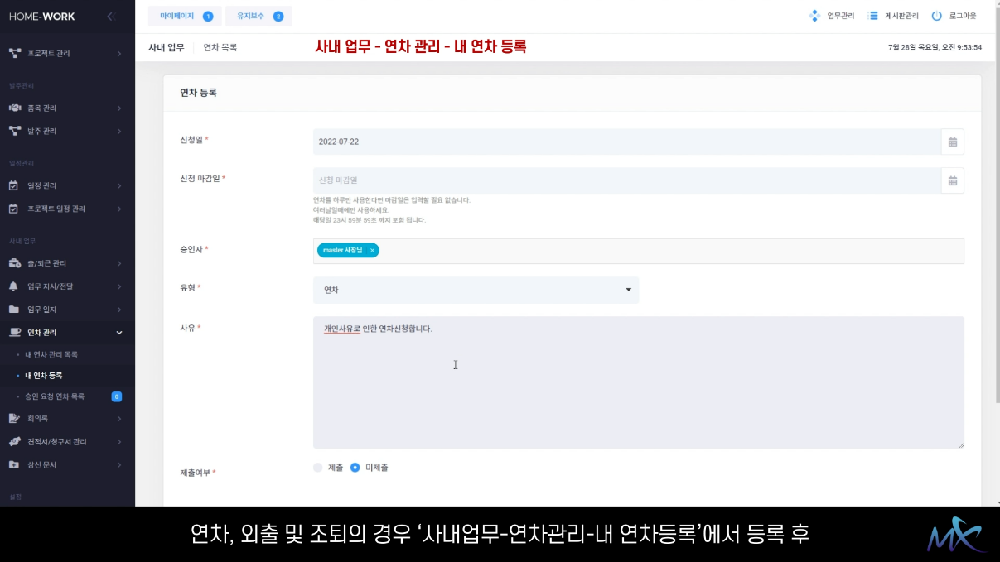 HOME-WORK
마이페이지 1
유지보수 2
업무관리
게시판관리
로그아웃
사내 업무
연차 목록
사내 업무 - 연차 관리 - 내 연차 등록
7월 28일 목요일, 오전 9:53:54
프로젝트 관리
발주관리
품목 관리
발주 관리
일정관리
일정 관리
프로젝트 일정 관리
사내 업무
출/퇴근 관리
업무 지시/전달
업무 일지
연차 관리
내 연차 관리 목록
내 연차 등록
승인 요청 연차 목록 0
회의록
견적서/청구서 관리
상신 문서
설정
연차 등록
신청일 *
2022-07-22
신청 마감일 *
신청 마감일
연차를 하루만 사용한다면 마감일은 입력할 필요 없습니다.
여러날일때에만 사용하세요.
해당일 23시 59분 59초 까지 포함 됩니다.
승인자 *
master 사장님 ×
유형 *
연차
사유 *
개인사유로 인한 연차신청합니다.
제출여부 *
제출
미제출
연차, 외출 및 조퇴의 경우 ‘사내업무-연차관리-내 연차등록’에서 등록 후
MX